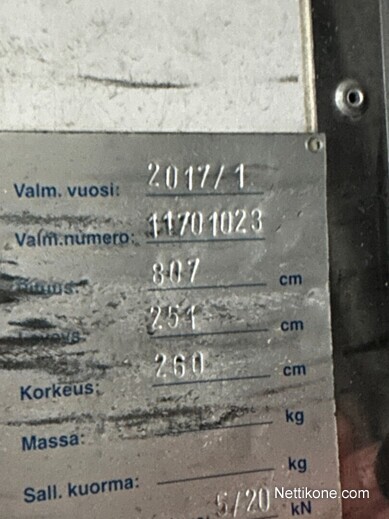 Valm. vuosi: 2017/1
Valm.numero: 11701023
Pituus: 807 cm
251 cm
Korkeus: 260 cm
Massa: kg
Sall. kuorma: kg
5/20 kN
Nettikone.com